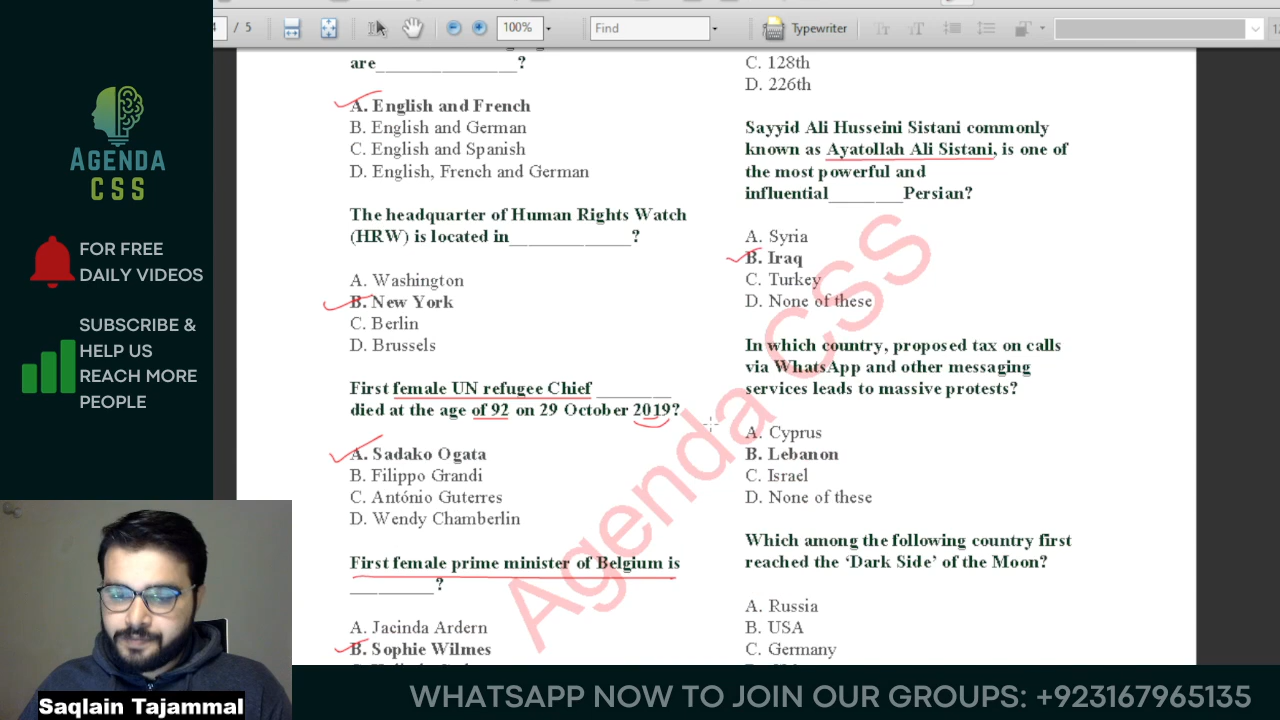 / 5
100%
Find
Typewriter
AGENDA
CSS
FOR FREE
DAILY VIDEOS
SUBSCRIBE &
HELP US
REACH MORE
PEOPLE
are_______________?
A. English and French
B. English and German
C. English and Spanish
D. English, French and German
The headquarter of Human Rights Watch
(HRW) is located in_____________?
A. Washington
B. New York
C. Berlin
D. Brussels
First female UN refugee Chief ________
died at the age of 92 on 29 October 2019?
A. Sadako Ogata
B. Filippo Grandi
C. António Guterres
D. Wendy Chamberlin
First female prime minister of Belgium is
_________?
A. Jacinda Ardern
B. Sophie Wilmes
C. 128th
D. 226th
Sayyid Ali Husseini Sistani commonly
known as Ayatollah Ali Sistani, is one of
the most powerful and
influential________Persian?
A. Syria
B. Iraq
C. Turkey
D. None of these
In which country, proposed tax on calls
via WhatsApp and other messaging
services leads to massive protests?
A. Cyprus
B. Lebanon
C. Israel
D. None of these
Which among the following country first
reached the ‘Dark Side’ of the Moon?
A. Russia
B. USA
C. Germany
Agenda CSS
Saqlain Tajammal
WHATSAPP NOW TO JOIN OUR GROUPS: +923167965135